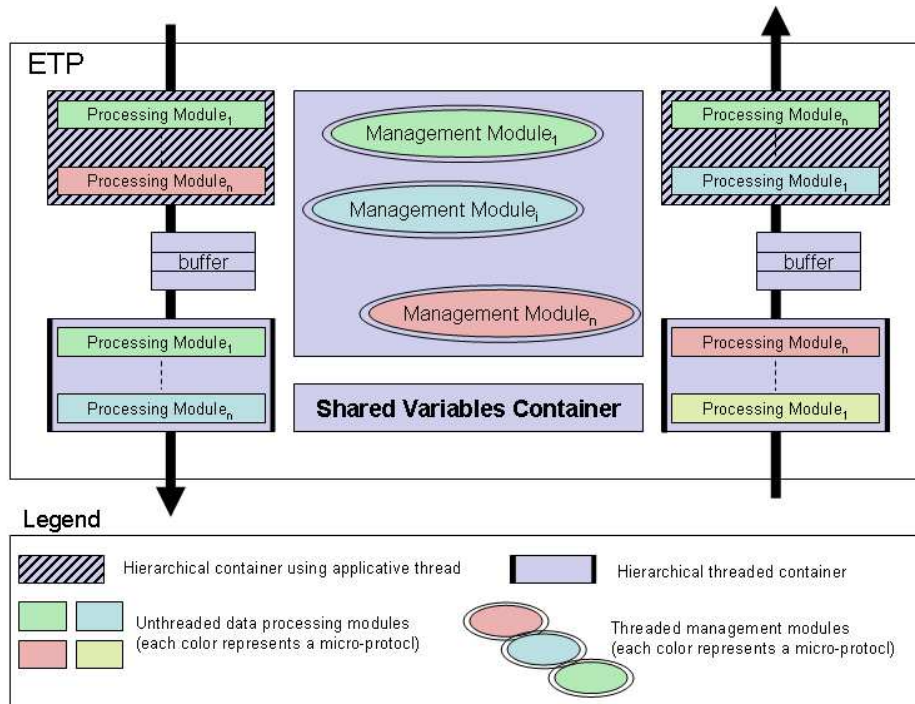 ETP
Processing Module₁
Processing Moduleₙ
buffer
Processing Module₁
Processing Moduleₙ
Management Module₁
Management Moduleᵢ
Management Moduleₙ
Shared Variables Container
Processing Moduleₙ
Processing Module₁
buffer
Processing Moduleₙ
Processing Module₁
Legend
Hierarchical container using applicative thread
Hierarchical threaded container
Unthreaded data processing modules
(each color represents a micro-protocl)
Threaded management modules
(each color represents a micro-protocl)